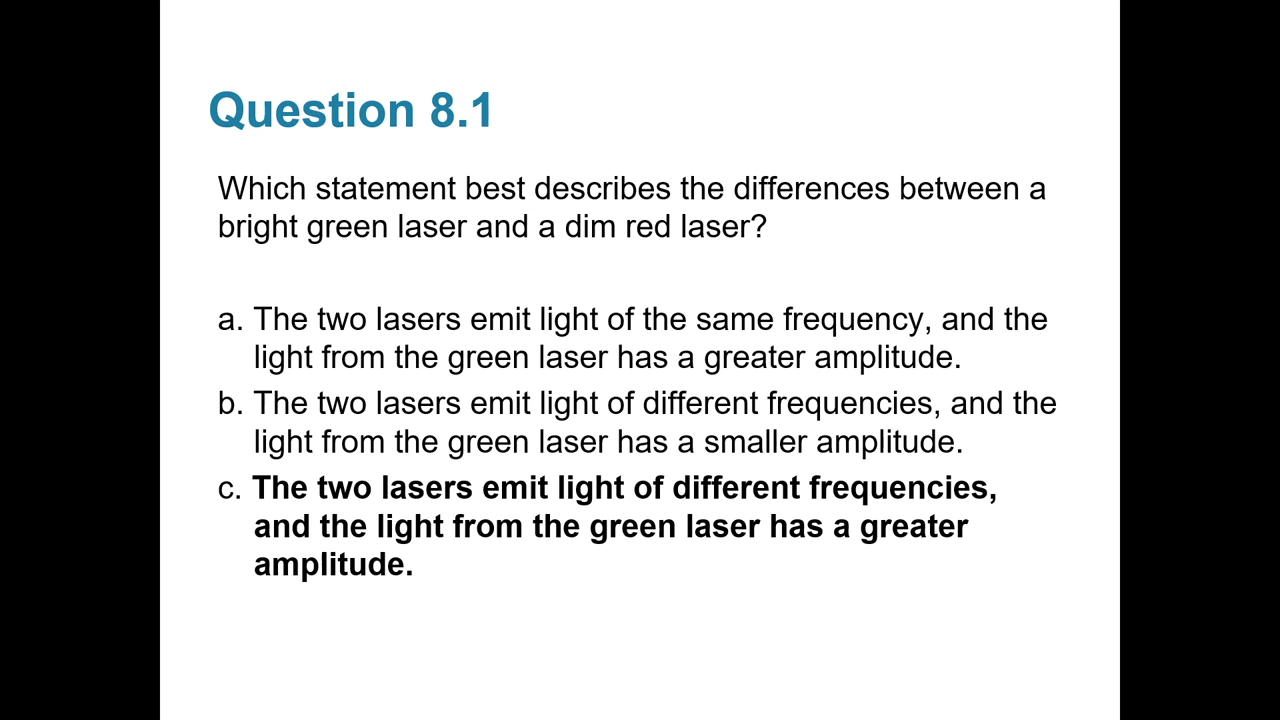 Question 8.1
Which statement best describes the differences between a
bright green laser and a dim red laser?
a. The two lasers emit light of the same frequency, and the
light from the green laser has a greater amplitude.
b. The two lasers emit light of different frequencies, and the
light from the green laser has a smaller amplitude.
c. The two lasers emit light of different frequencies,
and the light from the green laser has a greater
amplitude.